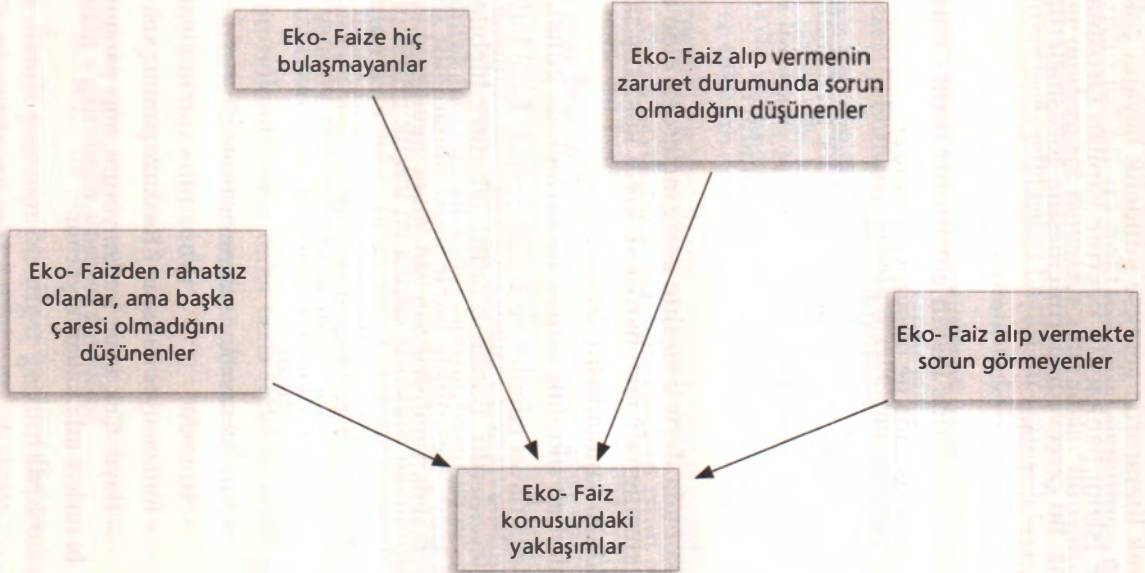 Eko- Faize hiç
bulaşmayanlar
Eko- Faiz alıp vermenin
zaruret durumunda sorun
olmadığını düşünenler
Eko- Faizden rahatsız
olanlar, ama başka
çaresi olmadığını
düşünenler
Eko- Faiz alıp vermekte
sorun görmeyenler
Eko- Faiz
konusundaki
yaklaşımlar